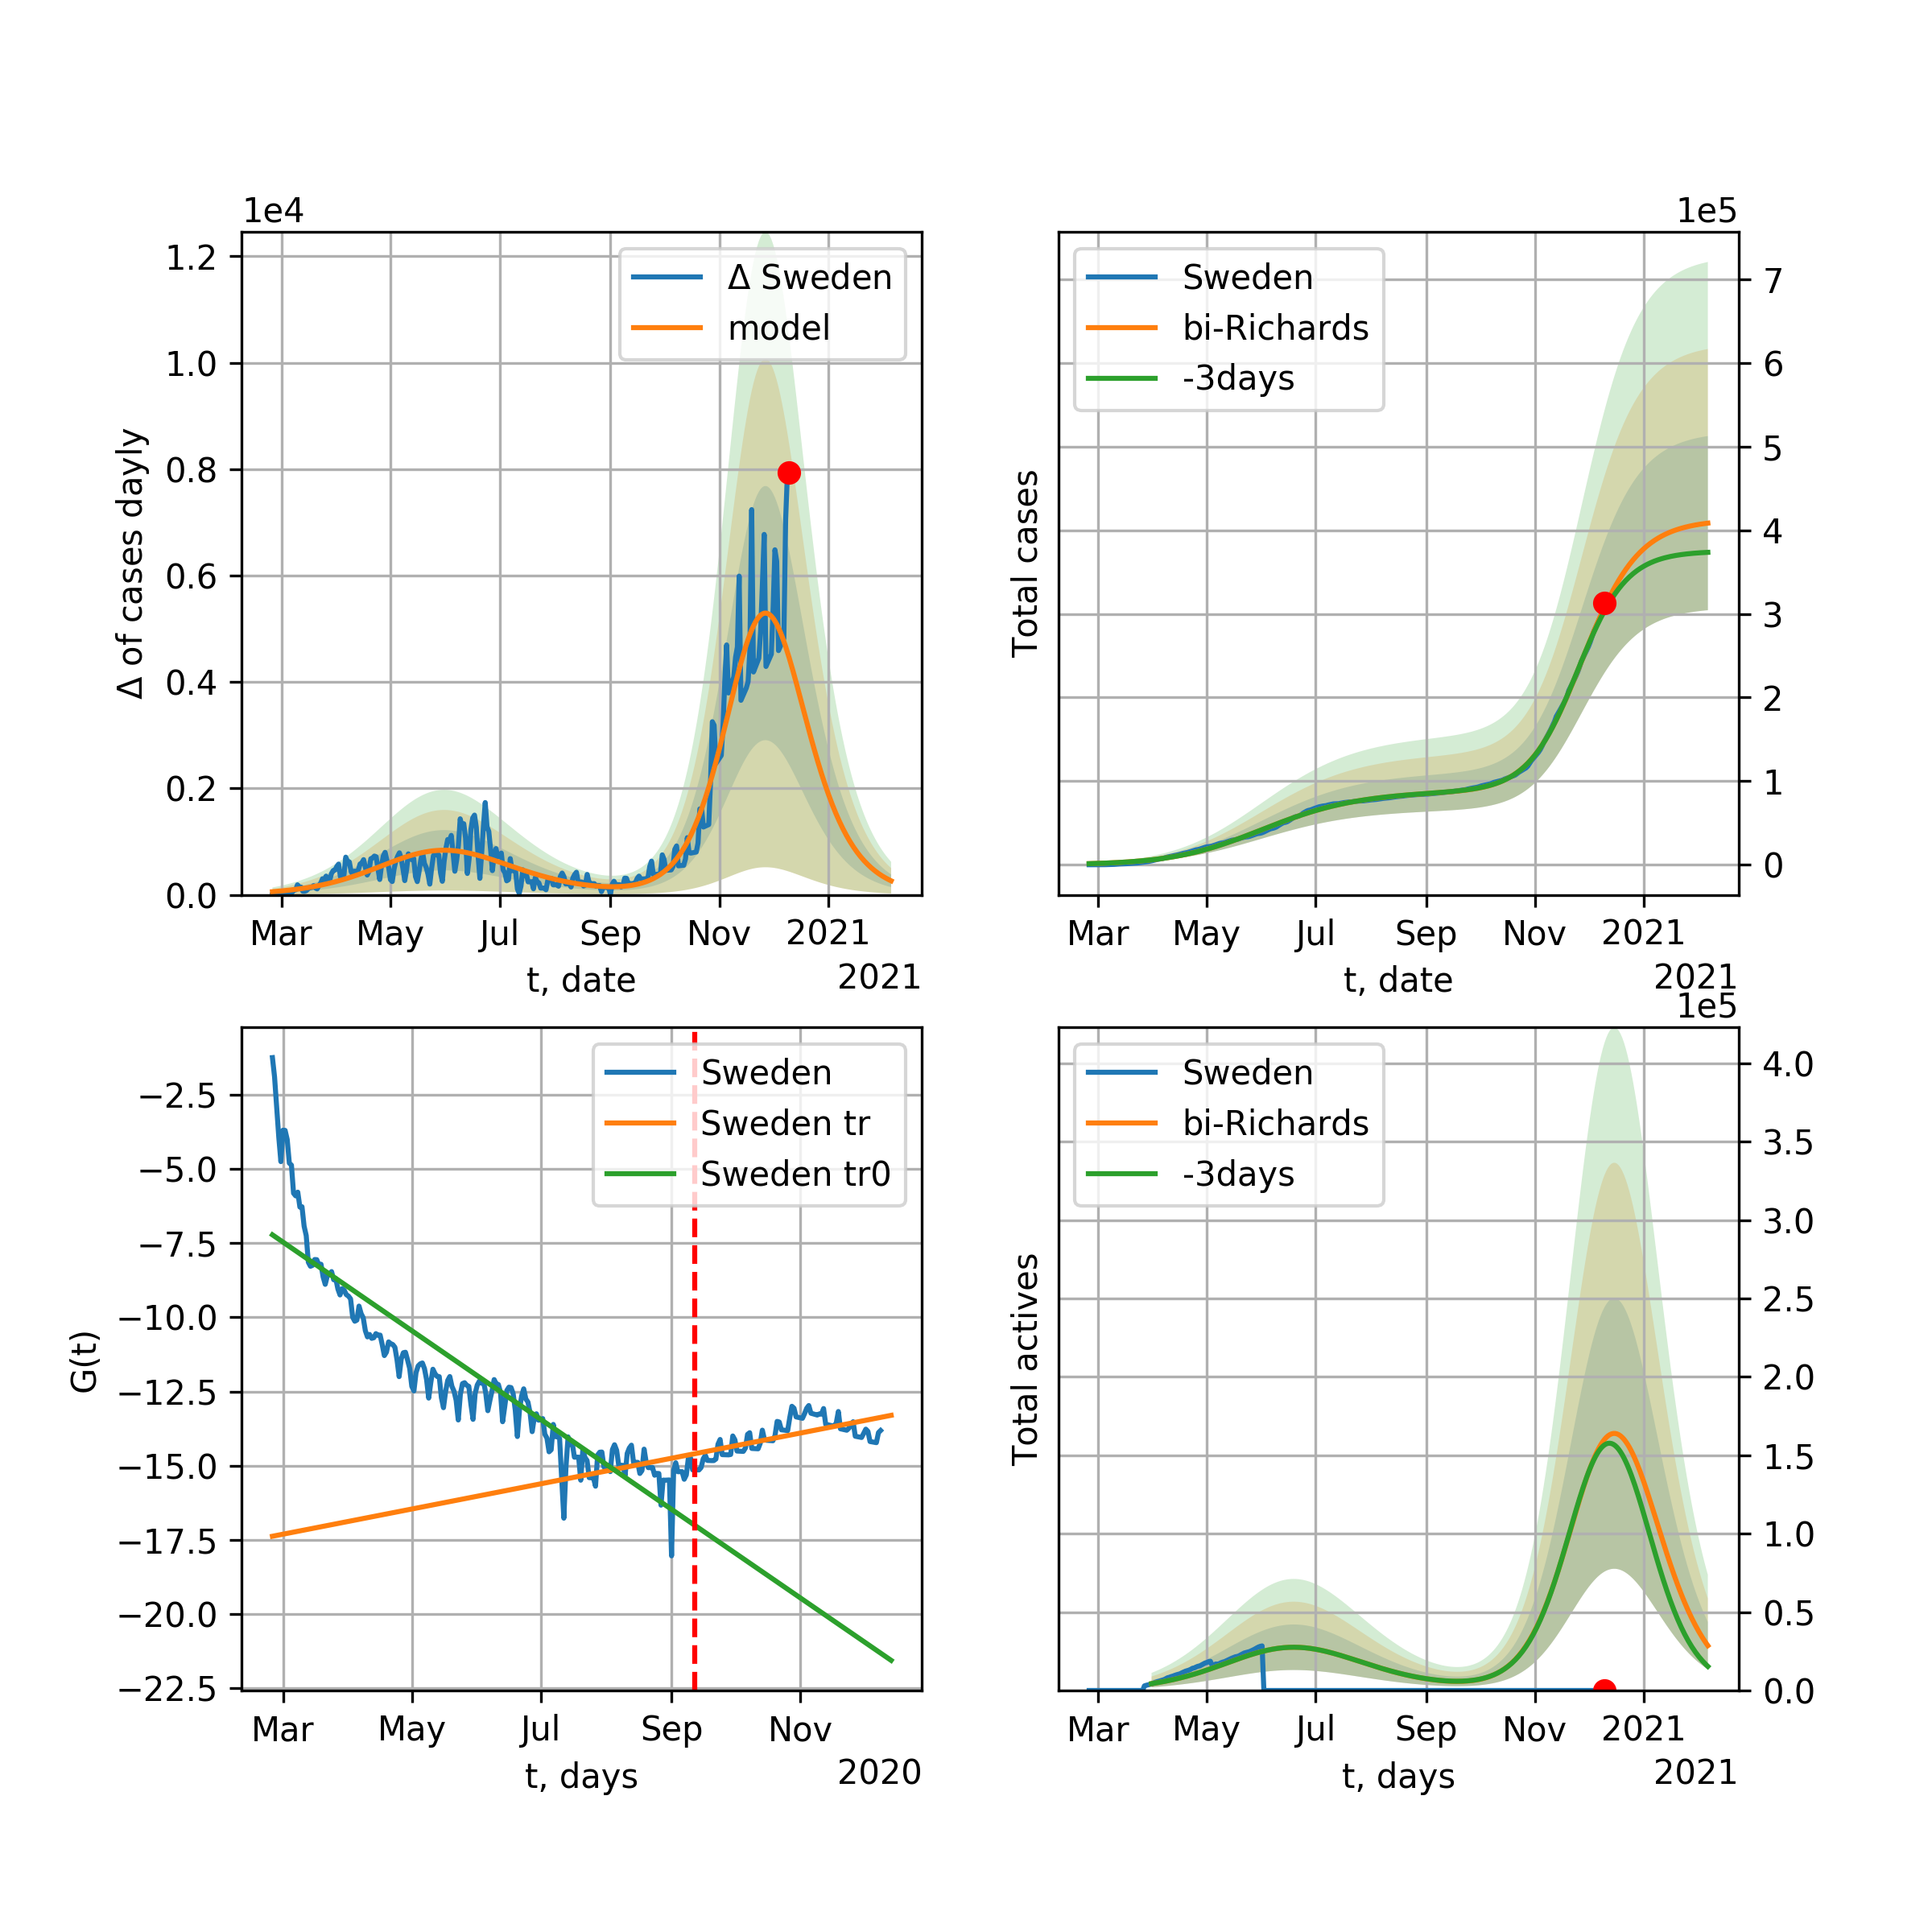 1e4
1.2
1.0
0.8
0.6
0.4
0.2
0.0
Δ of cases dayly
Δ Sweden
model
Mar May Jul Sep Nov 2021
t, date
2021
1e5
Sweden
bi-Richards
-3days
Total cases
7
6
5
4
3
2
1
0
Mar May Jul Sep Nov 2021
t, date
2021
G(t)
−2.5
−5.0
−7.5
−10.0
−12.5
−15.0
−17.5
−20.0
−22.5
Sweden
Sweden tr
Sweden tr0
Mar May Jul Sep Nov
t, days
2020
1e5
Sweden
bi-Richards
-3days
Total actives
4.0
3.5
3.0
2.5
2.0
1.5
1.0
0.5
0.0
Mar May Jul Sep Nov 2021
t, days
2021